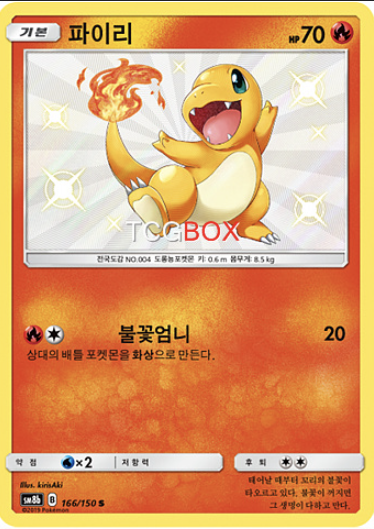 기본 파이리 HP 70
TCGBOX
전국도감 NO.004 도롱뇽포켓몬 키: 0.6 m 몸무게: 8.5 kg
불꽃엄니 20
상대의 배틀 포켓몬을 화상으로 만든다.
약점 ×2 저항력 후퇴
Illus. kirisAki
SM8b B 166/150 S
©2019 Pokémon
태어날 때부터 꼬리의 불꽃이
타오르고 있다. 불꽃이 꺼지면
그 생명이 다하고 만다.